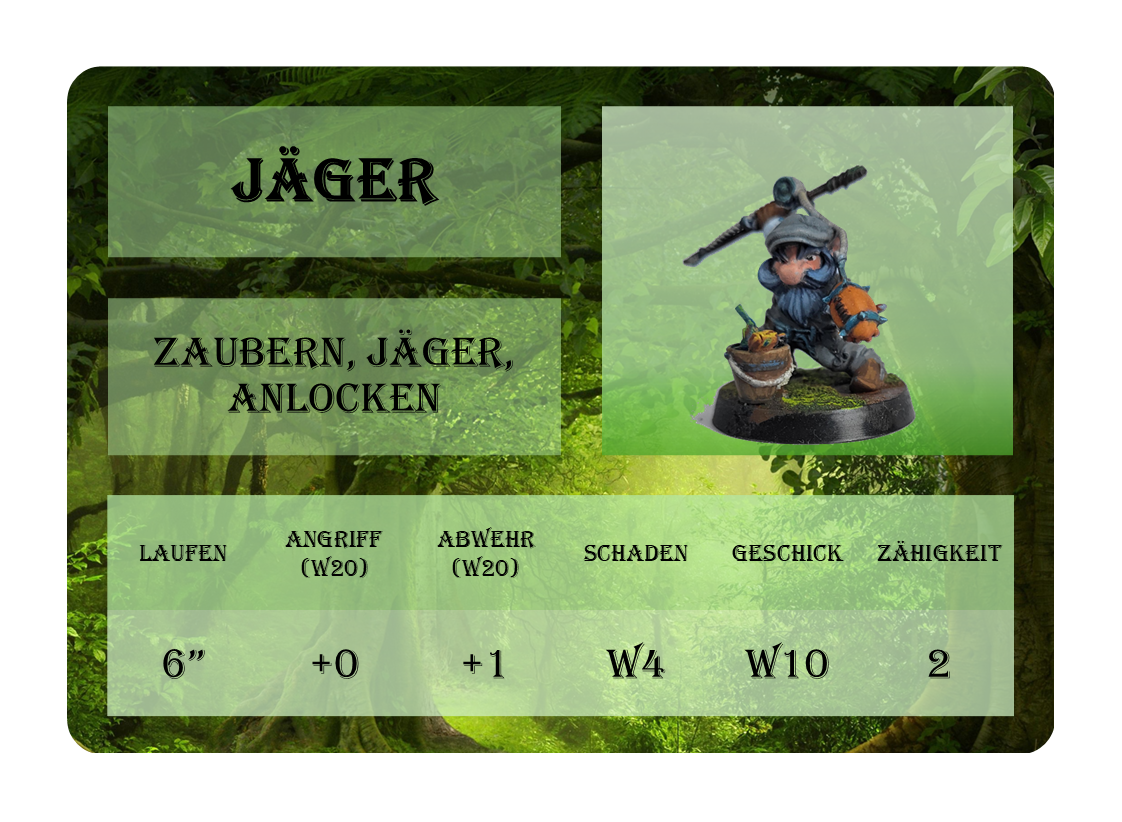 JÄGER
ZAUBERN, JÄGER,
ANLOCKEN
LAUFEN
ANGRIFF
(W20)
ABWEHR
(W20)
SCHADEN
GESCHICK
ZÄHIGKEIT
6”
+0
+1
W4
W10
2